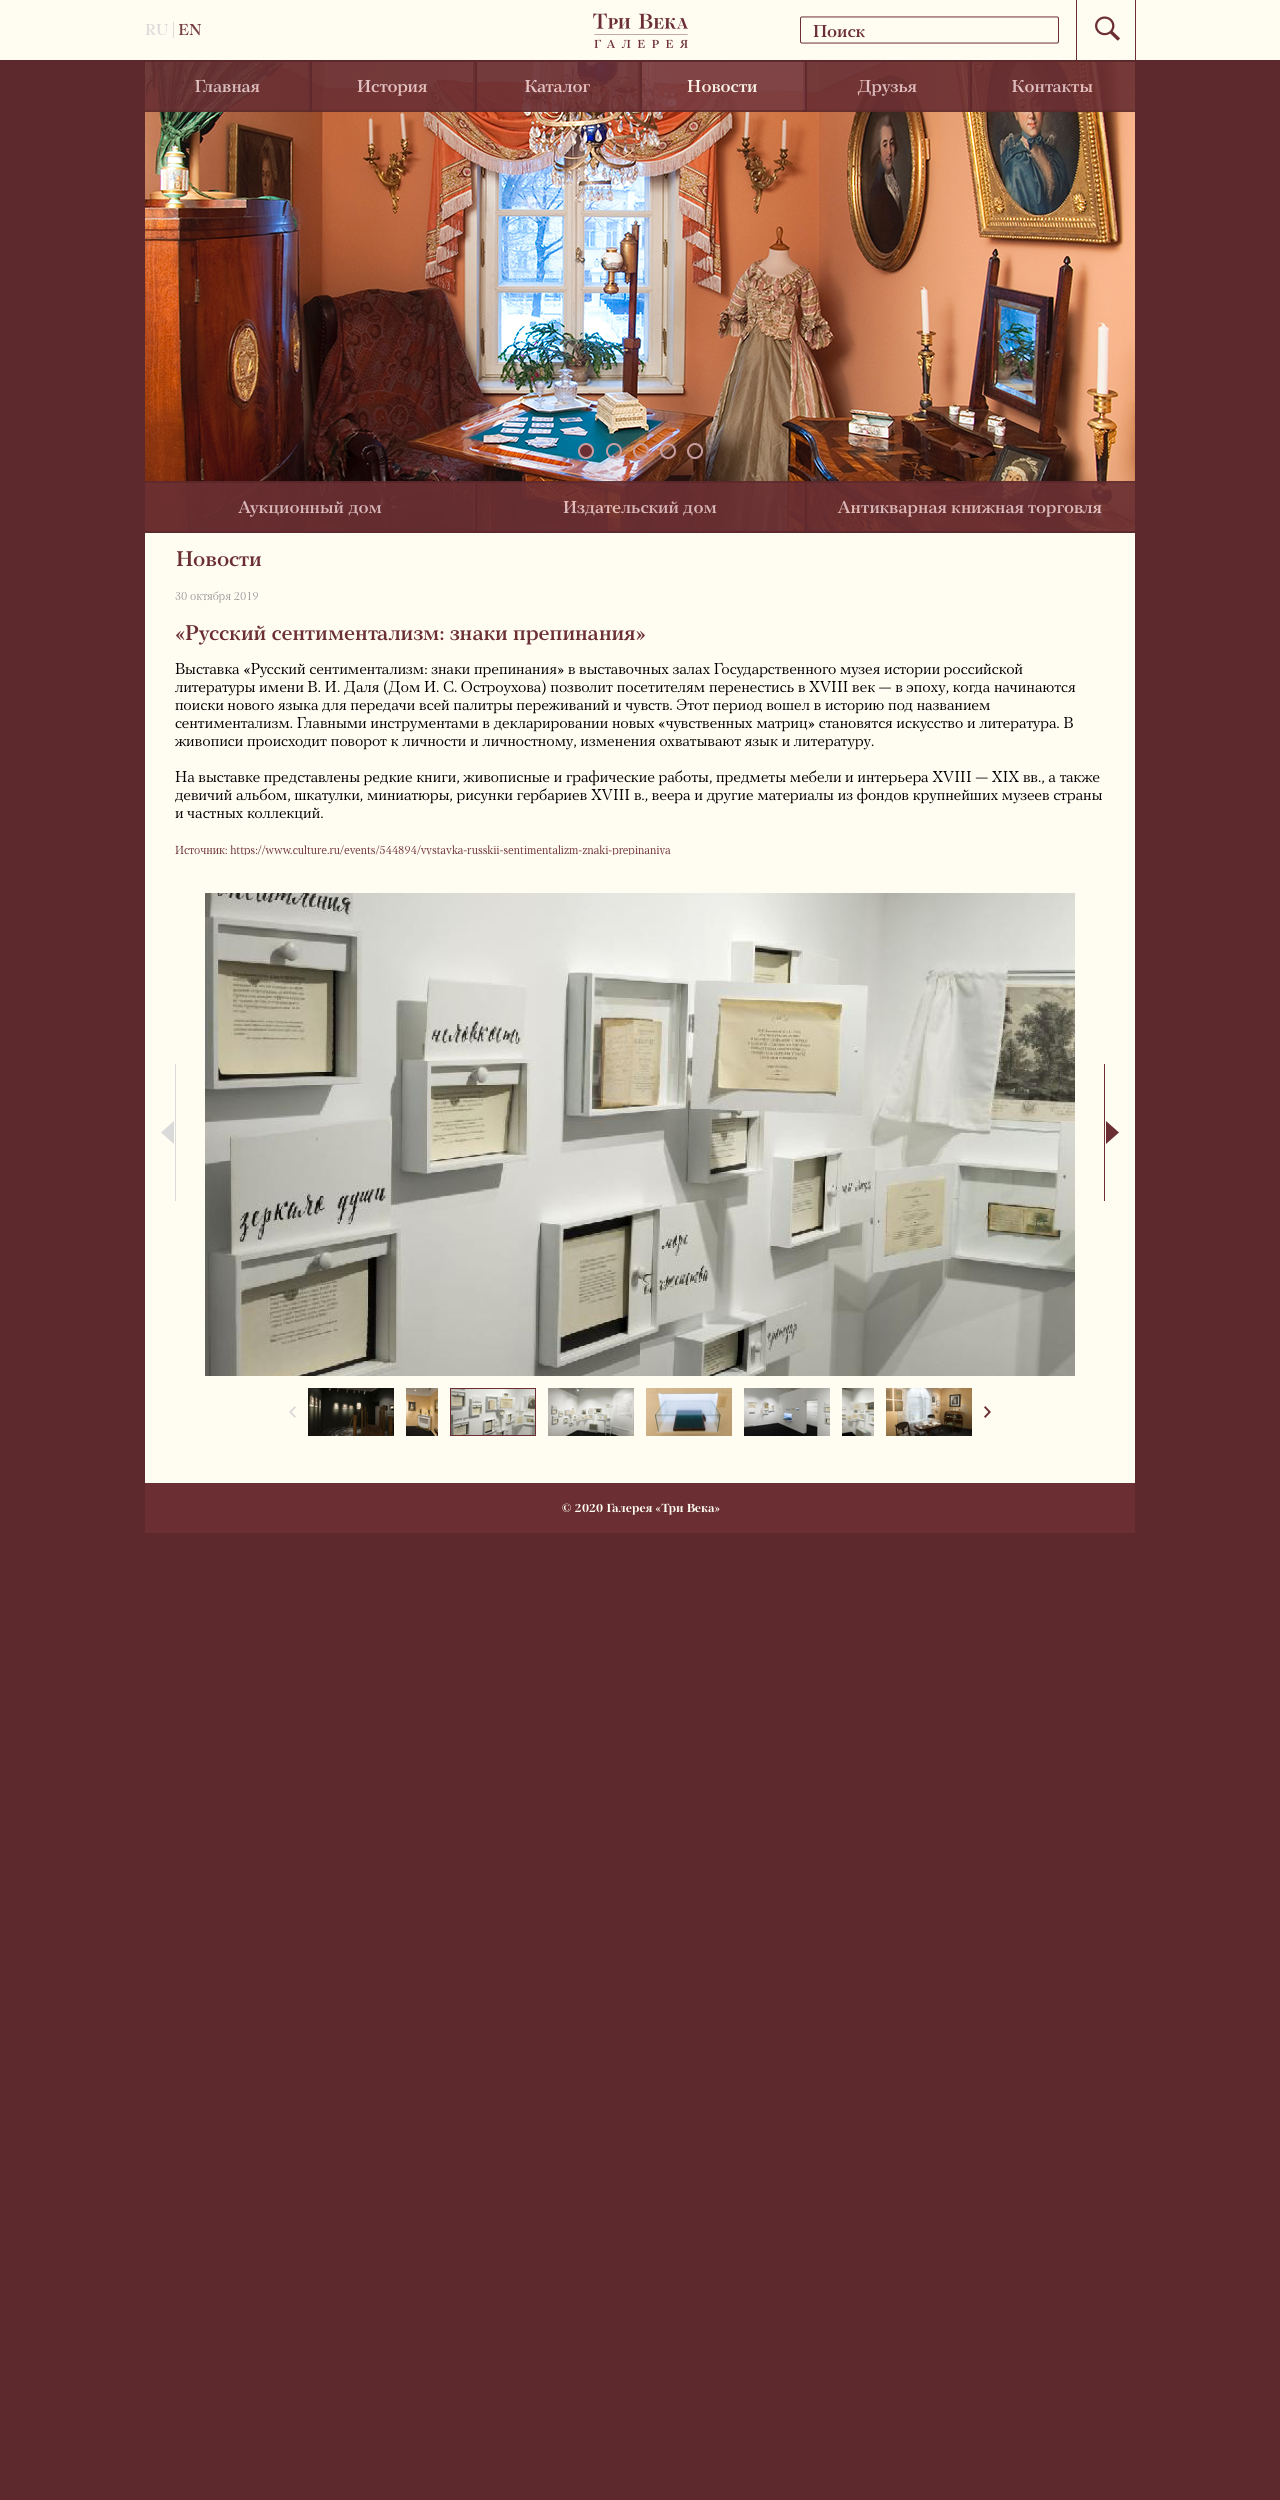 RU | EN
Три Века
ГАЛЕРЕЯ
Поиск
Главная
История
Каталог
Новости
Друзья
Контакты
Аукционный дом
Издательский дом
Антикварная книжная торговля
Новости
30 октября 2019
«Русский сентиментализм: знаки препинания»
Выставка «Русский сентиментализм: знаки препинания» в выставочных залах Государственного музея истории российской
литературы имени В. И. Даля (Дом И. С. Остроухова) позволит посетителям перенестись в XVIII век — в эпоху, когда начинаются
поиски нового языка для передачи всей палитры переживаний и чувств. Этот период вошел в историю под названием
сентиментализм. Главными инструментами в декларировании новых «чувственных матриц» становятся искусство и литература. В
живописи происходит поворот к личности и личностному, изменения охватывают язык и литературу.
На выставке представлены редкие книги, живописные и графические работы, предметы мебели и интерьера XVIII — XIX вв., а также
девичий альбом, шкатулки, миниатюры, рисунки гербариев XVIII в., веера и другие материалы из фондов крупнейших музеев страны
и частных коллекций.
Источник: https://www.culture.ru/events/544894/vystavka-russkii-sentimentalizm-znaki-prepinaniya
неловкость
зеркало души
© 2020 Галерея «Три Века»